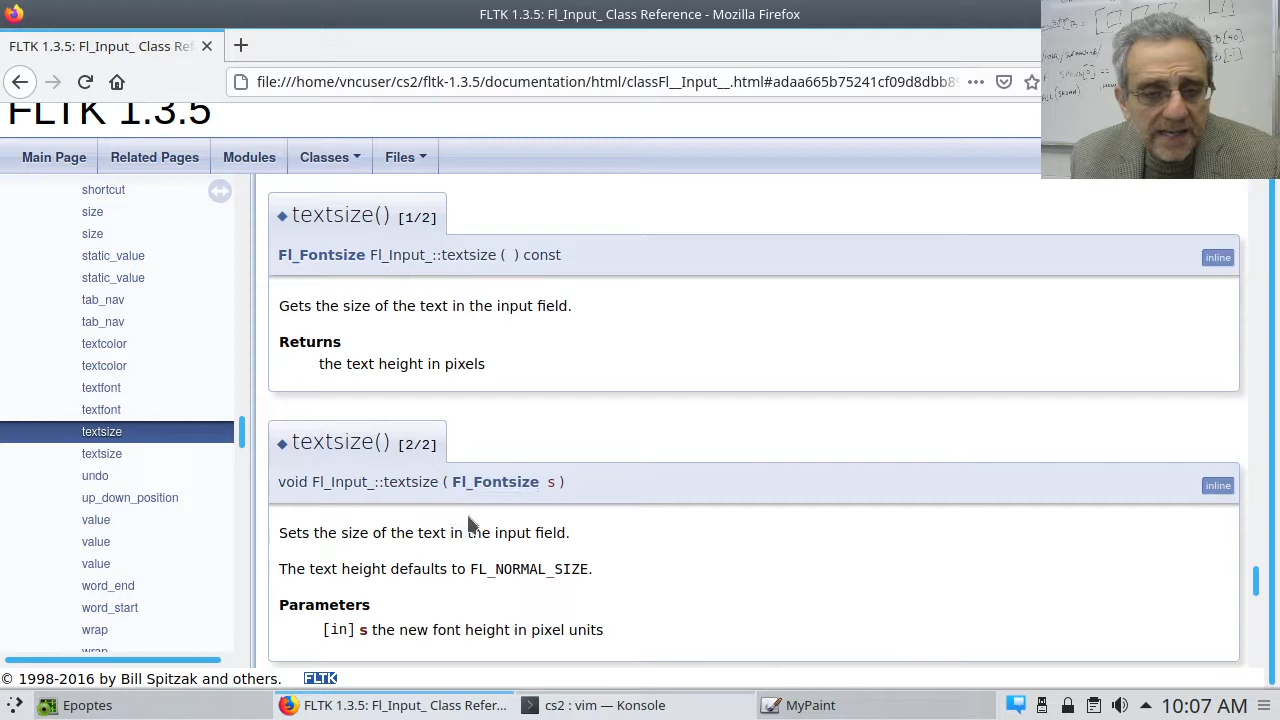 FLTK 1.3.5: Fl_Input_ Class Reference - Mozilla Firefox
FLTK 1.3.5: Fl_Input_ Class Ref
file:///home/vncuser/cs2/fltk-1.3.5/documentation/html/classFl__Input__.html#adaa665b75241cf09d8dbb8
FLTK 1.3.5
Main Page
Related Pages
Modules
Classes
Files
shortcut
size
size
static_value
static_value
tab_nav
tab_nav
textcolor
textcolor
textfont
textfont
textsize
textsize
undo
up_down_position
value
value
value
word_end
word_start
wrap
wrap
textsize() [1/2]
Fl_Fontsize Fl_Input_::textsize ( ) const
inline
Gets the size of the text in the input field.
Returns
the text height in pixels
textsize() [2/2]
void Fl_Input_::textsize ( Fl_Fontsize s )
inline
Sets the size of the text in the input field.
The text height defaults to FL_NORMAL_SIZE.
Parameters
[in] s the new font height in pixel units
© 1998-2016 by Bill Spitzak and others.
FLTK
Epoptes
FLTK 1.3.5: Fl_Input_ Class Refer...
cs2 : vim — Konsole
MyPaint
10:07 AM